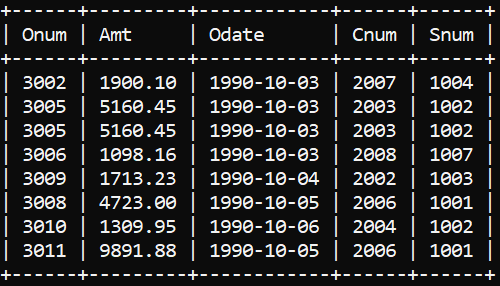 +------+---------+------------+------+------+
| Onum | Amt     | Odate      | Cnum | Snum |
+------+---------+------------+------+------+
| 3002 | 1900.10 | 1990-10-03 | 2007 | 1004 |
| 3005 | 5160.45 | 1990-10-03 | 2003 | 1002 |
| 3005 | 5160.45 | 1990-10-03 | 2003 | 1002 |
| 3006 | 1098.16 | 1990-10-03 | 2008 | 1007 |
| 3009 | 1713.23 | 1990-10-04 | 2002 | 1003 |
| 3008 | 4723.00 | 1990-10-05 | 2006 | 1001 |
| 3010 | 1309.95 | 1990-10-06 | 2004 | 1002 |
| 3011 | 9891.88 | 1990-10-05 | 2006 | 1001 |
+------+---------+------------+------+------+